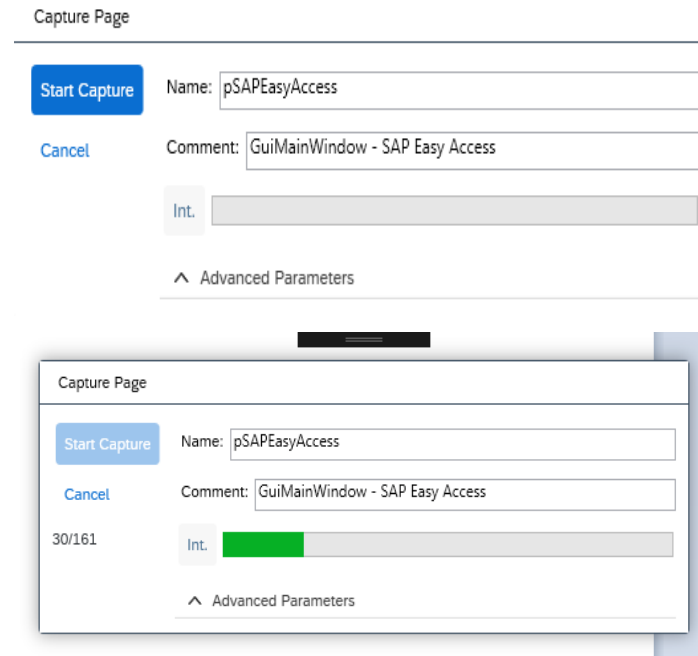 Capture Page
Start Capture
Name: pSAPEasyAccess
Cancel
Comment: GuiMainWindow - SAP Easy Access
Int.
Advanced Parameters
Capture Page
Start Capture
Name: pSAPEasyAccess
Cancel
Comment: GuiMainWindow - SAP Easy Access
30/161
Int.
Advanced Parameters